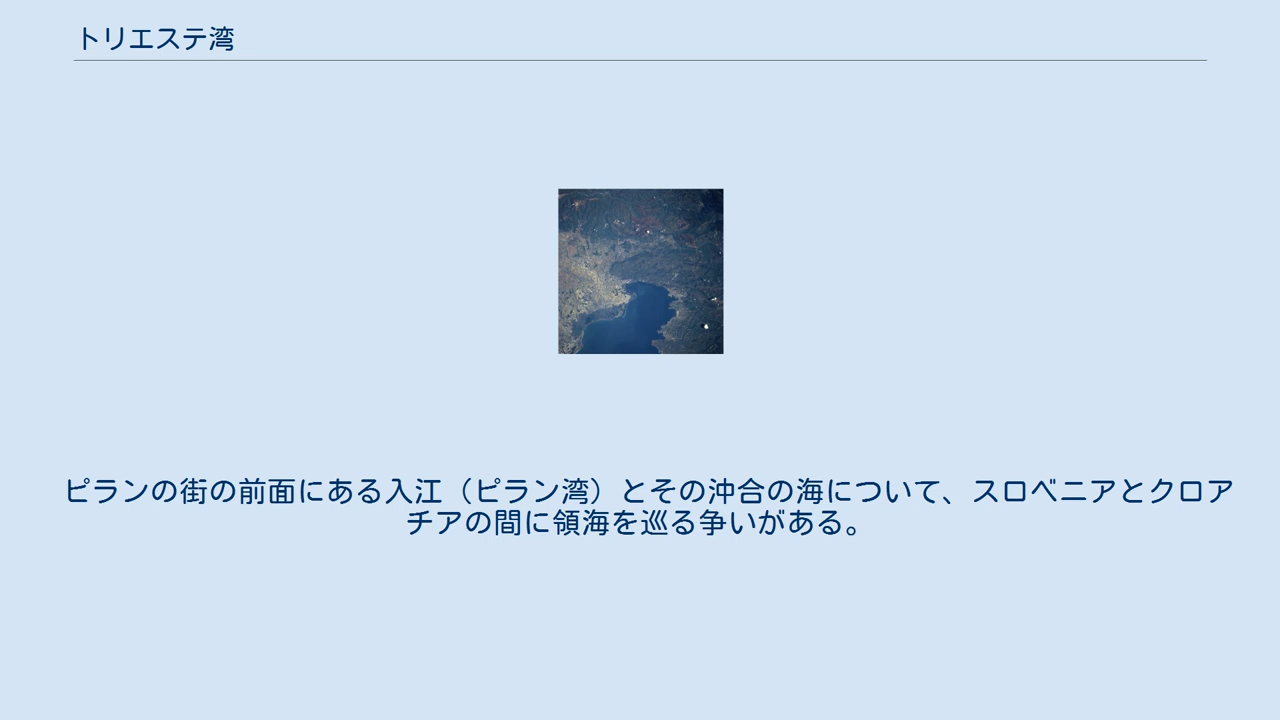 トリエステ湾
ピランの街の前面にある入江（ピラン湾）とその沖合の海について、スロベニアとクロア
チアの間に領海を巡る争いがある。